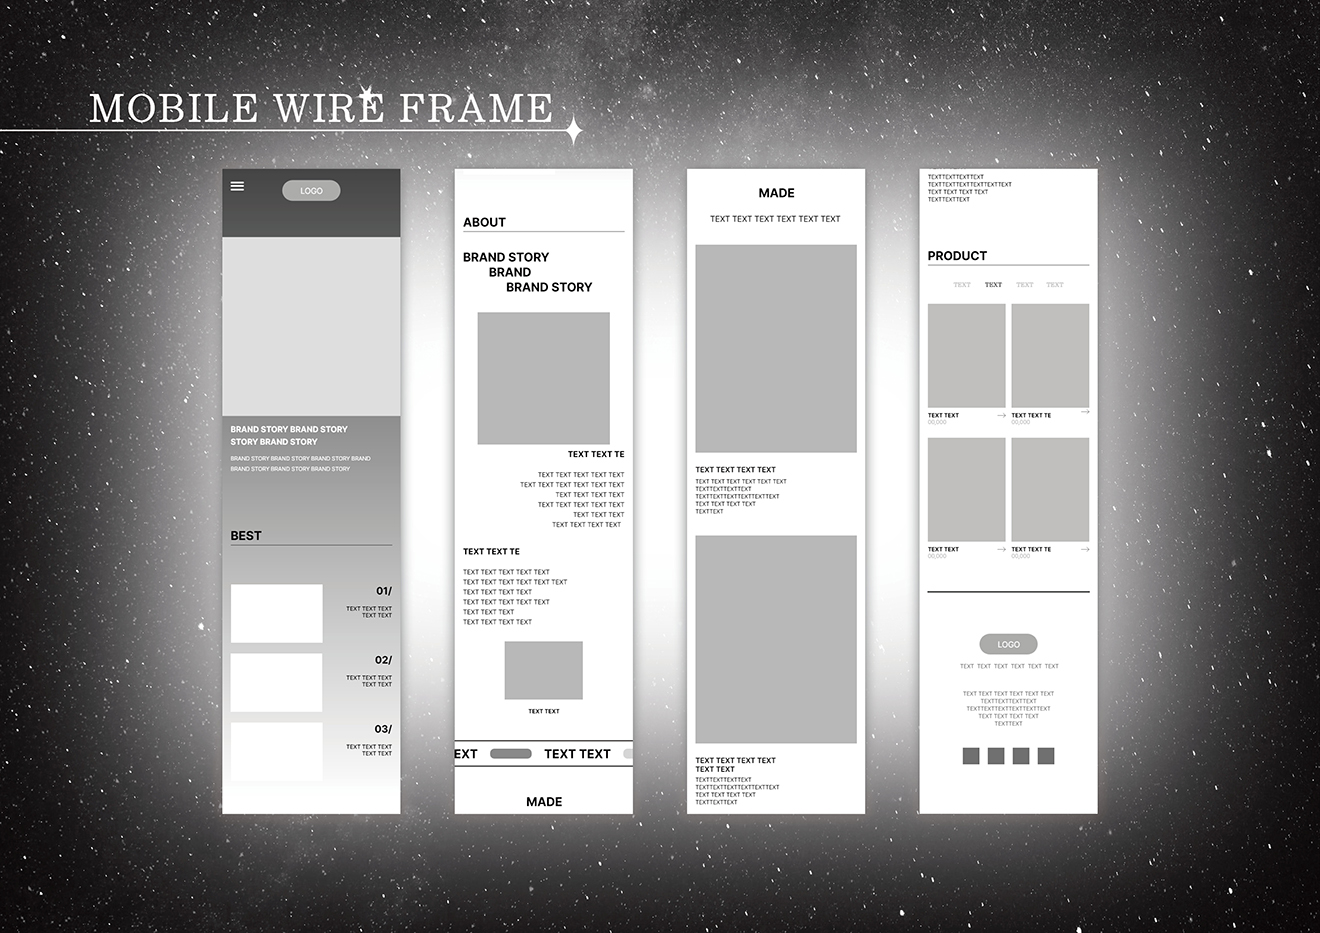 MOBILE WIRE FRAME
LOGO
BRAND STORY BRAND STORY
STORY BRAND STORY
BRAND STORY BRAND STORY BRAND STORY BRAND
BRAND STORY BRAND STORY BRAND STORY
BEST
01/
TEXT TEXT TEXT
TEXT TEXT
02/
TEXT TEXT TEXT
TEXT TEXT
03/
TEXT TEXT TEXT
TEXT TEXT
ABOUT
BRAND STORY
BRAND
BRAND STORY
TEXT TEXT TE
TEXT TEXT TEXT TEXT TEXT
TEXT TEXT TEXT TEXT TEXT TEXT
TEXT TEXT TEXT TEXT
TEXT TEXT TEXT TEXT TEXT
TEXT TEXT TEXT
TEXT TEXT TEXT TEXT
TEXT TEXT TE
TEXT TEXT TEXT TEXT TEXT
TEXT TEXT TEXT TEXT TEXT TEXT
TEXT TEXT TEXT TEXT
TEXT TEXT TEXT TEXT TEXT
TEXT TEXT TEXT
TEXT TEXT TEXT TEXT
TEXT TEXT
EXT TEXT TEXT
MADE
MADE
TEXT TEXT TEXT TEXT TEXT TEXT
TEXT TEXT TEXT TEXT
TEXT TEXT TEXT TEXT TEXT TEXT
TEXTTEXTTEXTTEXT
TEXTTEXTTEXTTEXTTEXTTEXT
TEXT TEXT TEXT TEXT
TEXTTEXT
TEXT TEXT TEXT TEXT
TEXT TEXT
TEXTTEXTTEXTTEXT
TEXTTEXTTEXTTEXTTEXTTEXT
TEXT TEXT TEXT TEXT
TEXTTEXTTEXT
TEXTTEXTTEXTTEXT
TEXTTEXTTEXTTEXTTEXTTEXT
TEXT TEXT TEXT TEXT
TEXTTEXTTEXT
PRODUCT
TEXT TEXT TEXT TEXT
TEXT TEXT
00,000
TEXT TEXT TE
00,000
TEXT TEXT
00,000
TEXT TEXT TE
00,000
LOGO
TEXT TEXT TEXT TEXT TEXT TEXT
TEXT TEXT TEXT TEXT TEXT TEXT
TEXTTEXTTEXTTEXT
TEXTTEXTTEXTTEXTTEXTTEXT
TEXT TEXT TEXT TEXT
TEXTTEXT